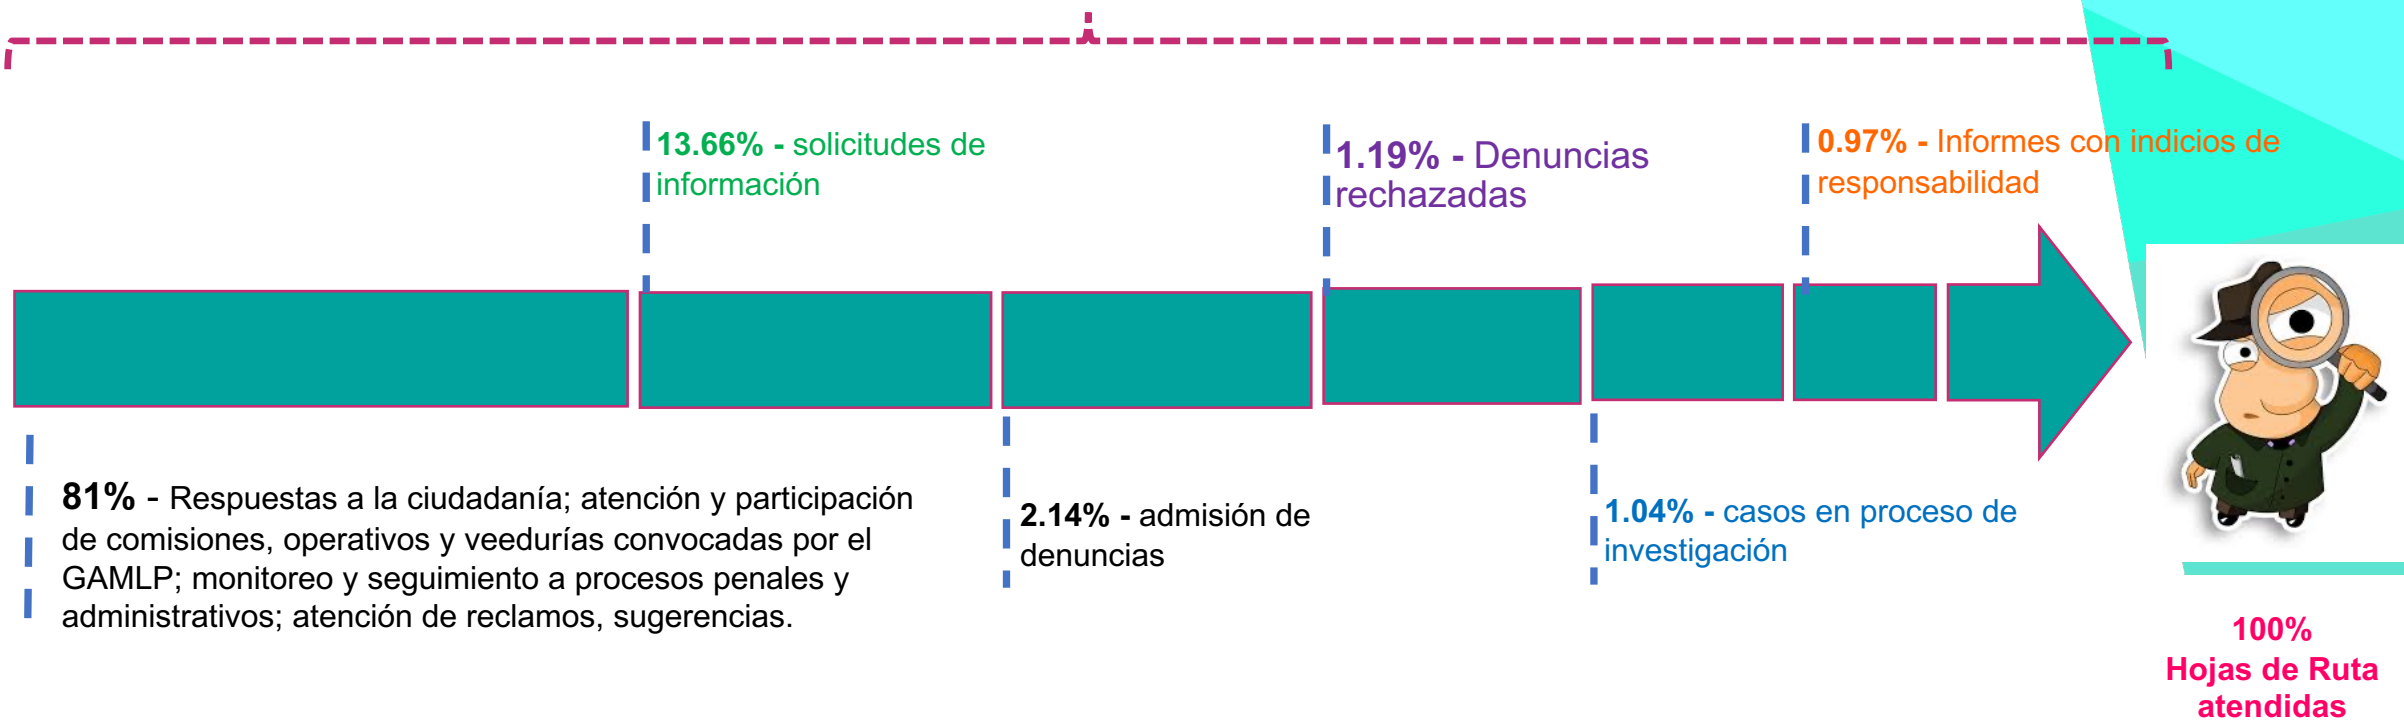 13.66% - solicitudes de
información
1.19% - Denuncias
rechazadas
0.97% - Informes con indicios de
responsabilidad
81% - Respuestas a la ciudadanía; atención y participación
de comisiones, operativos y veedurías convocadas por el
GAMLP; monitoreo y seguimiento a procesos penales y
administrativos; atención de reclamos, sugerencias.
2.14% - admisión de
denuncias
1.04% - casos en proceso de
investigación
100%
Hojas de Ruta
atendidas